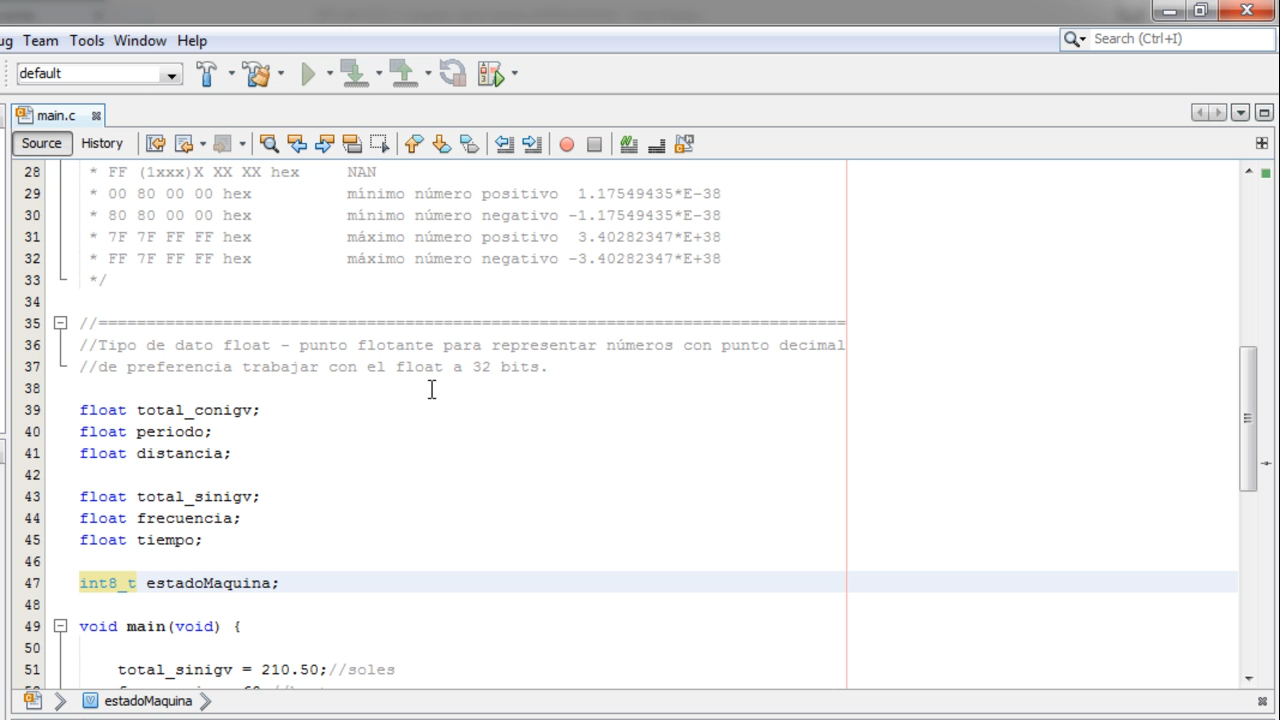 ug Team Tools Window Help
Search (Ctrl+I)
default
main.c
Source History
28 * FF (1xxx)X XX XX hex NAN
29 * 00 80 00 00 hex mínimo número positivo 1.17549435*E-38
30 * 80 80 00 00 hex mínimo número negativo -1.17549435*E-38
31 * 7F 7F FF FF hex máximo número positivo 3.40282347*E+38
32 * FF 7F FF FF hex máximo número negativo -3.40282347*E+38
33 */
34
35 //==============================================================================
36 //Tipo de dato float - punto flotante para representar números con punto decimal
37 //de preferencia trabajar con el float a 32 bits.
38
39 float total_conigv;
40 float periodo;
41 float distancia;
42
43 float total_sinigv;
44 float frecuencia;
45 float tiempo;
46
47 int8_t estadoMaquina;
48
49 void main(void) {
50
51 total_sinigv = 210.50;//soles
estadoMaquina